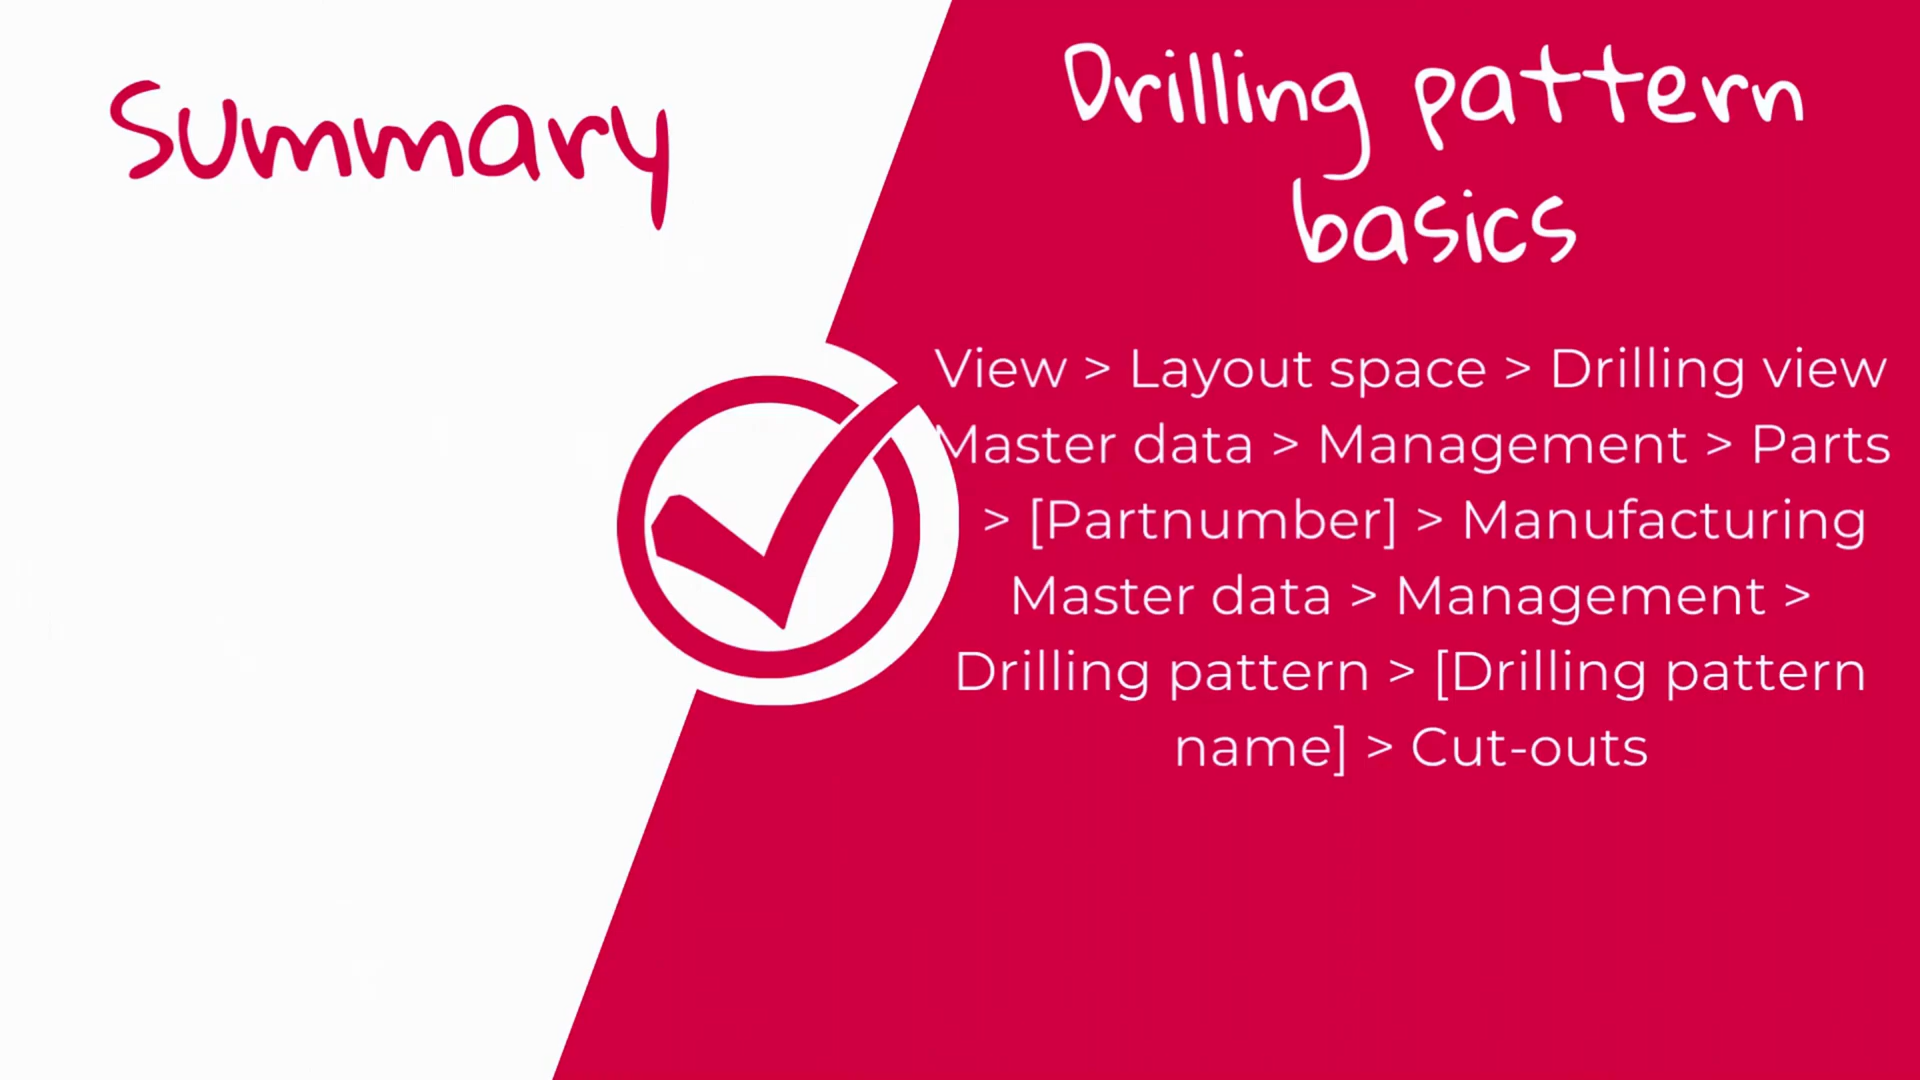 Summary
Drilling pattern
basics
View > Layout space > Drilling view
Master data > Management > Parts
> [Partnumber] > Manufacturing
Master data > Management >
Drilling pattern > [Drilling pattern
name] > Cut-outs